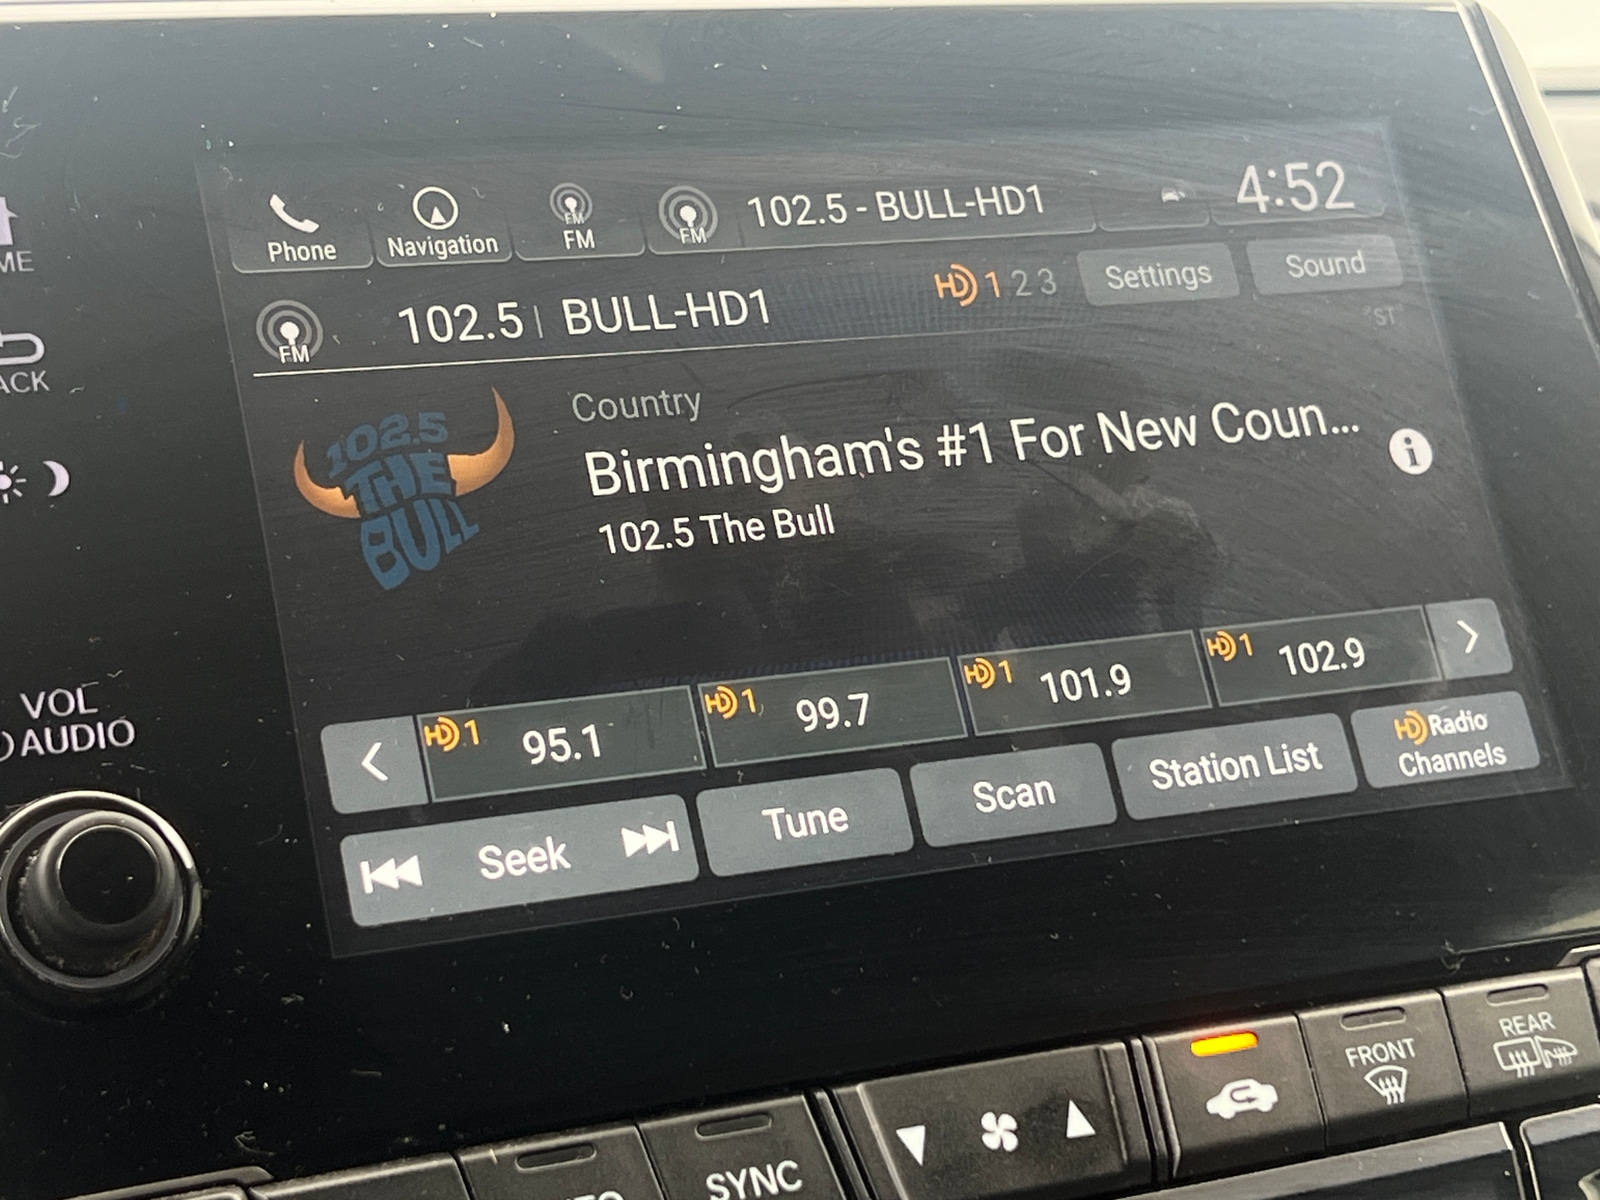 Phone
Navigation
FM
FM
FM
102.5 - BULL-HD1
4:52
FM
102.5 | BULL-HD1
HD 1 2 3
Settings
Sound
ST
102.5
THE
BULL
Country
Birmingham's #1 For New Coun...
102.5 The Bull
i
HD 1
95.1
HD 1
99.7
HD 1
101.9
HD 1
102.9
Seek
Tune
Scan
Station List
HD Radio
Channels
VOL
AUDIO
FRONT
REAR
SYNC